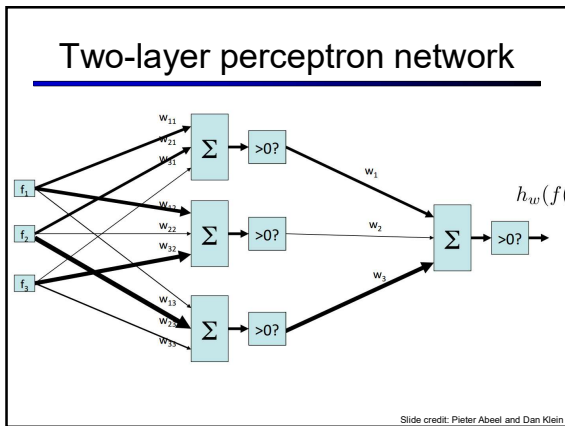 Two-layer perceptron network
w₁₁
w₂₁
w₃₁
Σ
>0?
w₁
f₁
w₁₂
f₂
w₂₂
Σ
>0?
w₂
Σ
>0?
h_w(f(
w₃₂
f₃
w₁₃
w₂₃
w₃₃
Σ
>0?
w₃
Slide credit: Pieter Abeel and Dan Klein